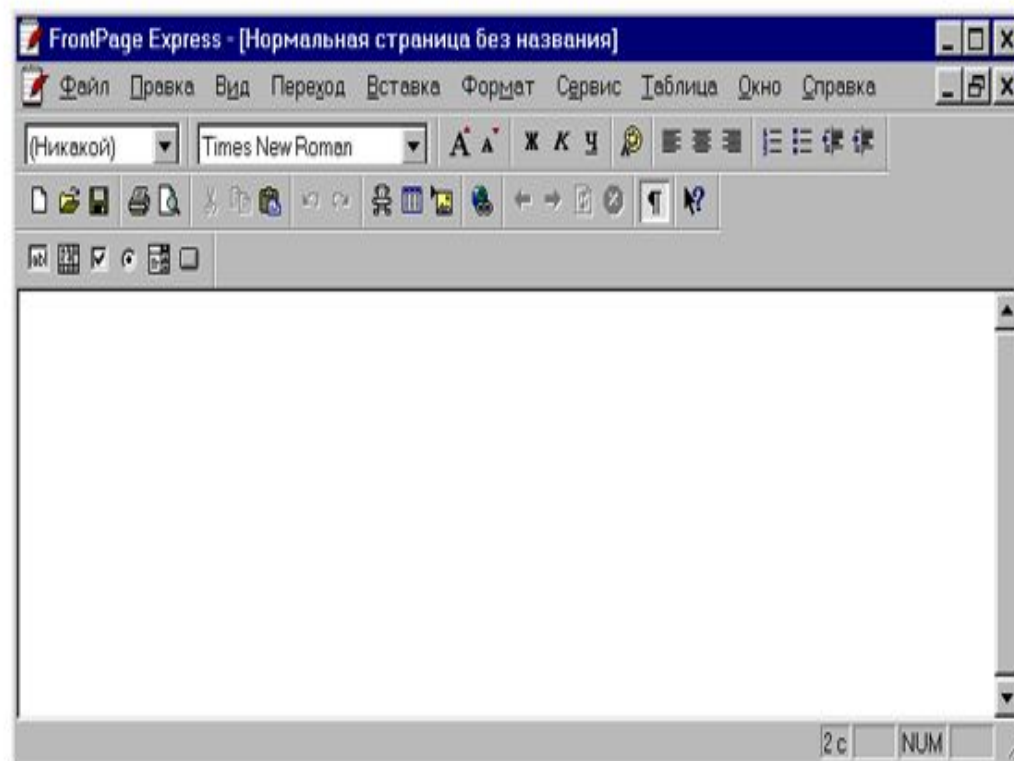 FrontPage Express - [Нормальная страница без названия]
Файл Правка Вид Переход Вставка Формат Сервис Таблица Окно Справка
(Никакой) Times New Roman A A Ж К Ч
¶ ?
2 с NUM